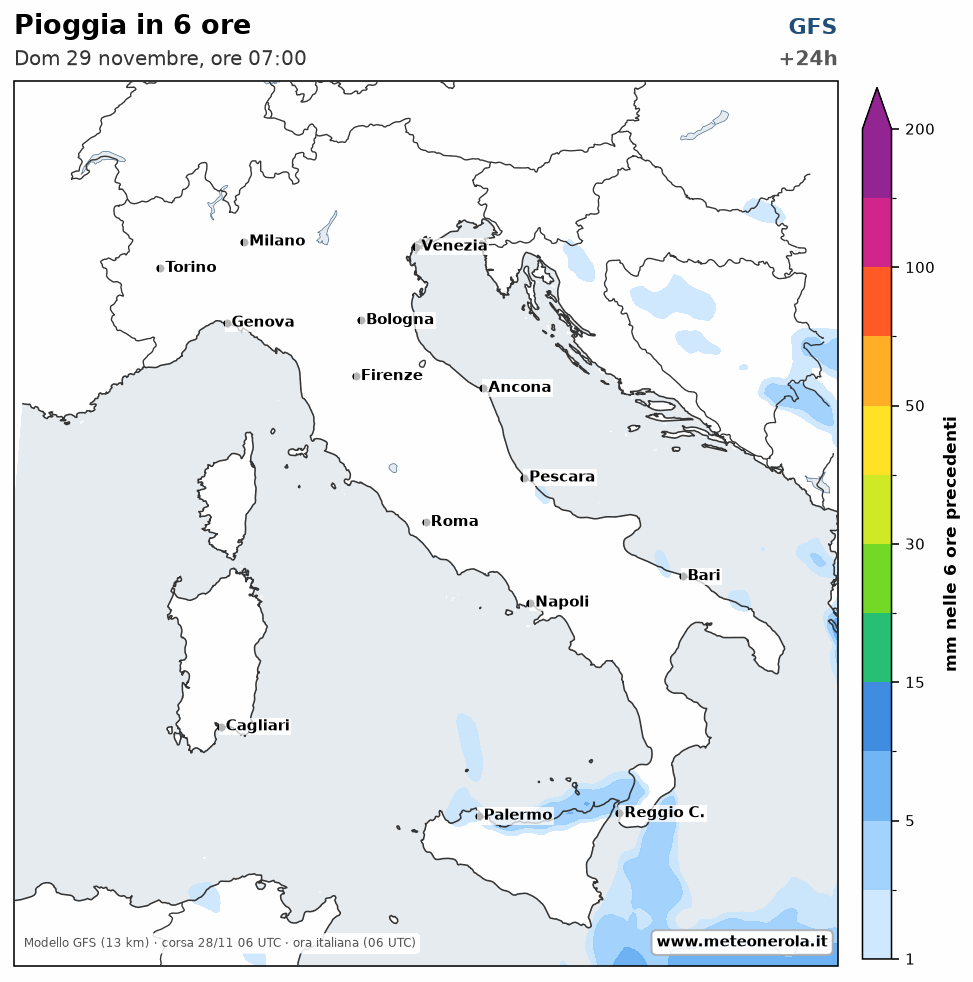 Pioggia in 6 ore
GFS
Dom 29 novembre, ore 07:00
+24h
200
100
50
30
15
5
1
mm nelle 6 ore precedenti
Milano
Venezia
Torino
Genova
Bologna
Firenze
Ancona
Pescara
Roma
Bari
Napoli
Cagliari
Palermo
Reggio C.
Modello GFS (13 km) · corsa 28/11 06 UTC · ora italiana (06 UTC)
www.meteonerola.it